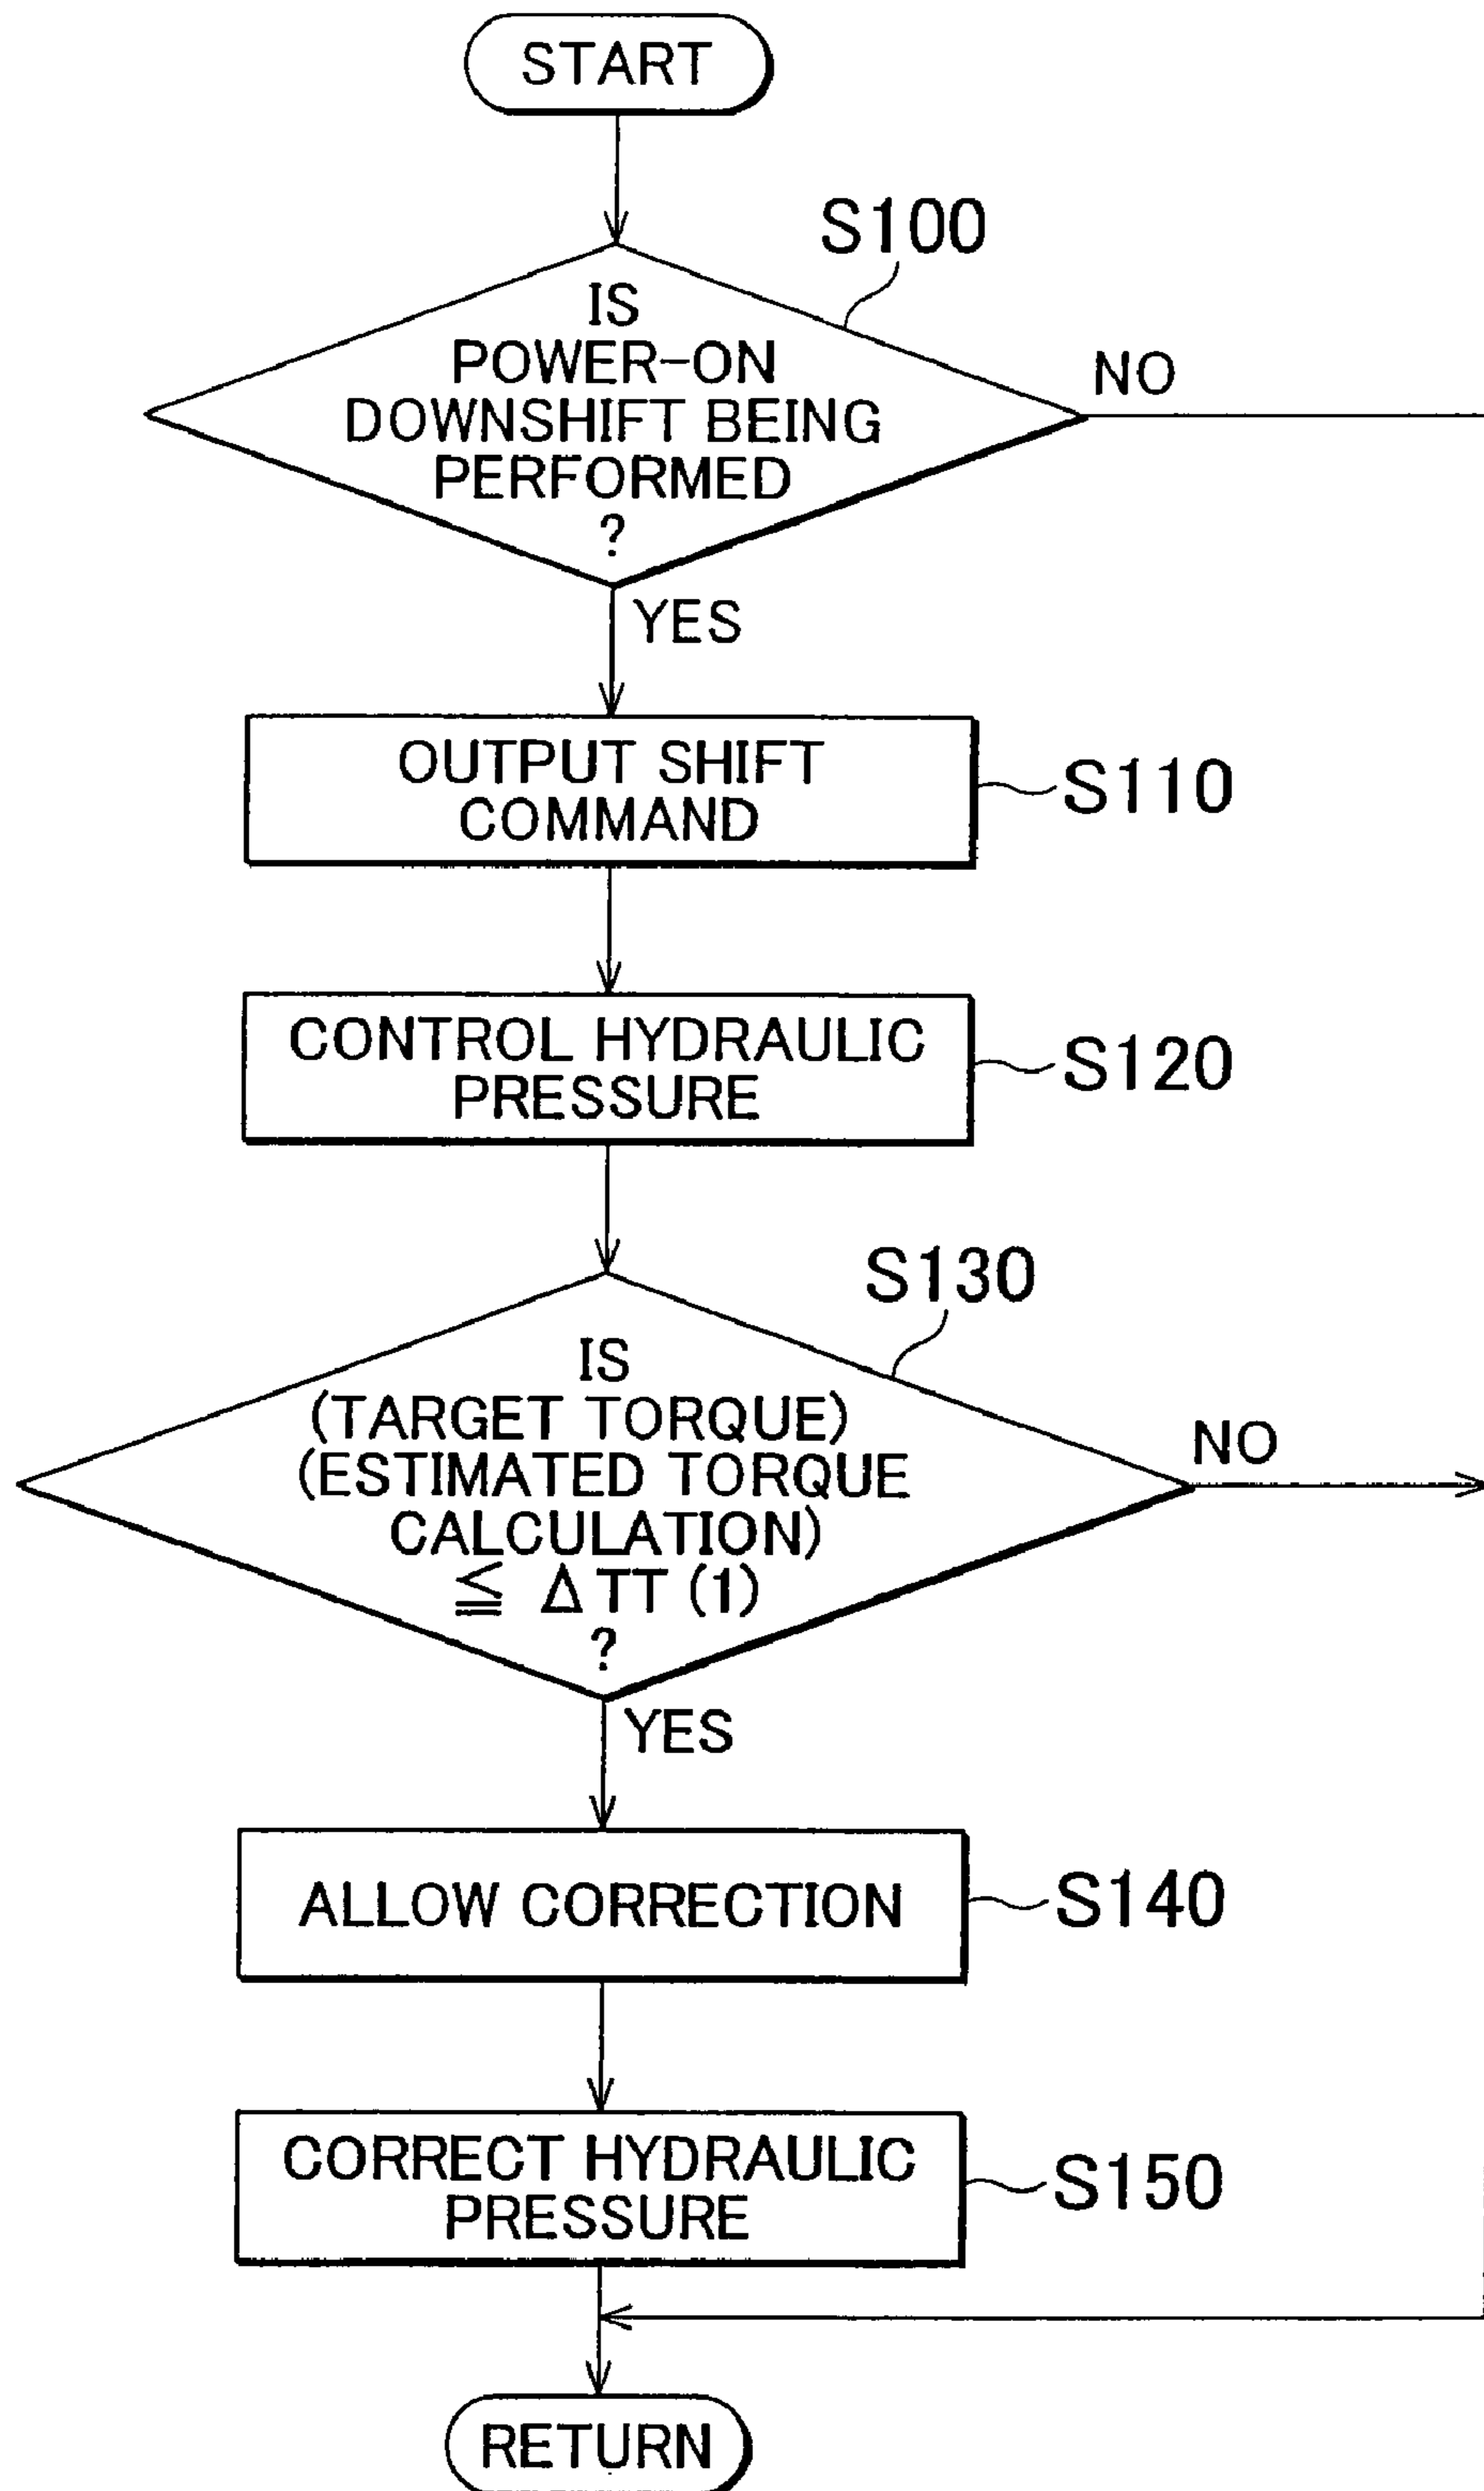 START
S100
IS
POWER-ON
DOWNSHIFT BEING
PERFORMED
?
NO
YES
OUTPUT SHIFT
COMMAND
S110
CONTROL HYDRAULIC
PRESSURE
S120
S130
IS
(TARGET TORQUE)
(ESTIMATED TORQUE
CALCULATION)
≦ ΔTT (1)
?
NO
YES
ALLOW CORRECTION
S140
CORRECT HYDRAULIC
PRESSURE
S150
RETURN